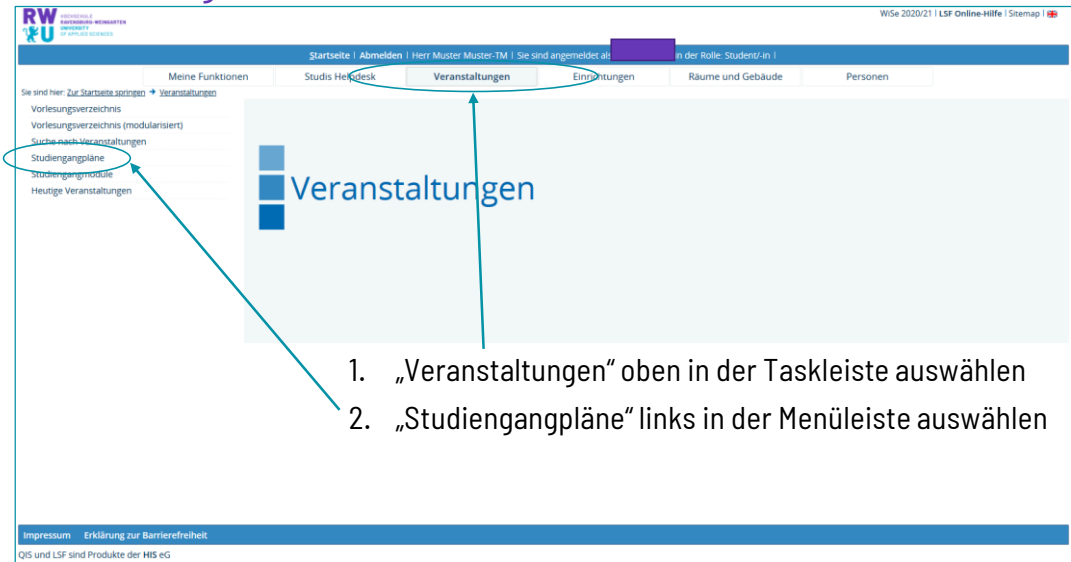 RW
HOCHSCHULE
RAVENSBURG-WEINGARTEN
UNIVERSITY
OF APPLIED SCIENCES
U
WiSe 2020/21 | LSF Online-Hilfe | Sitemap |
Startseite | Abmelden | Herr Muster Muster-TM | Sie sind angemeldet als in der Rolle: Student/-in |
Meine Funktionen Studis Helpdesk Veranstaltungen Einrichtungen Räume und Gebäude Personen
Sie sind hier: Zur Startseite springen → Veranstaltungen
Vorlesungsverzeichnis
Vorlesungsverzeichnis (modularisiert)
Suche nach Veranstaltungen
Studiengangpläne
Studiengangmodule
Heutige Veranstaltungen
Veranstaltungen
1. „Veranstaltungen“ oben in der Taskleiste auswählen
2. „Studiengangpläne“ links in der Menüleiste auswählen
Impressum Erklärung zur Barrierefreiheit
QIS und LSF sind Produkte der HIS eG